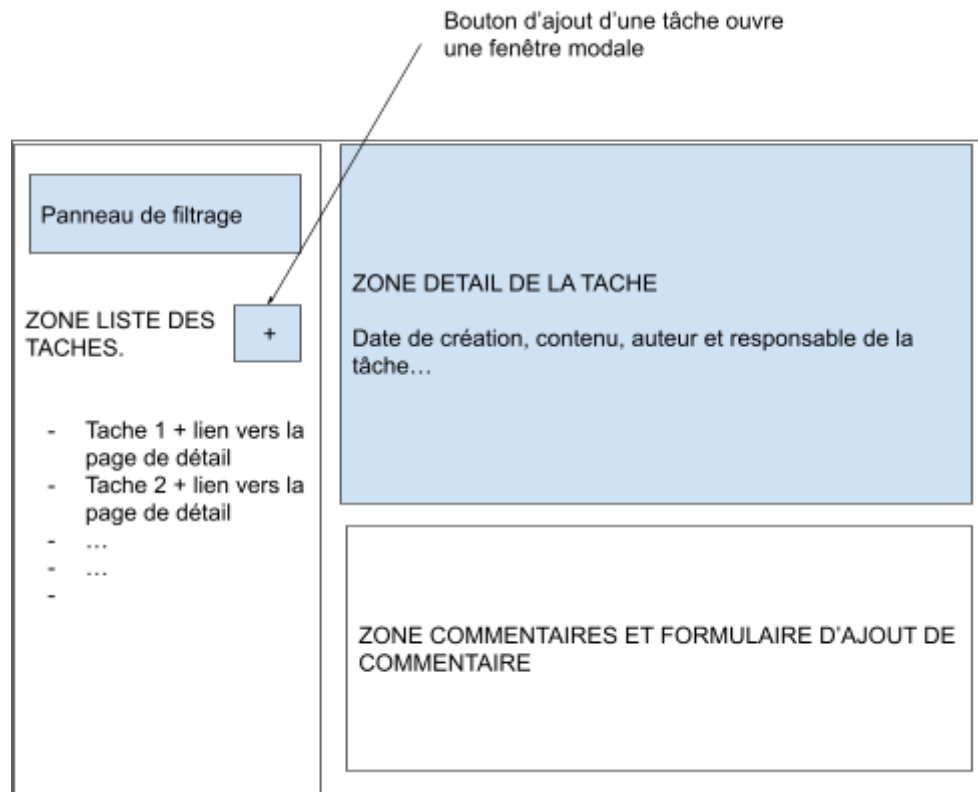 Bouton d'ajout d'une tâche ouvre
une fenêtre modale
Panneau de filtrage
ZONE LISTE DES
TACHES.
+
- Tache 1 + lien vers la
page de détail
- Tache 2 + lien vers la
page de détail
- …
- …
-
ZONE DETAIL DE LA TACHE
Date de création, contenu, auteur et responsable de la
tâche…
ZONE COMMENTAIRES ET FORMULAIRE D'AJOUT DE
COMMENTAIRE